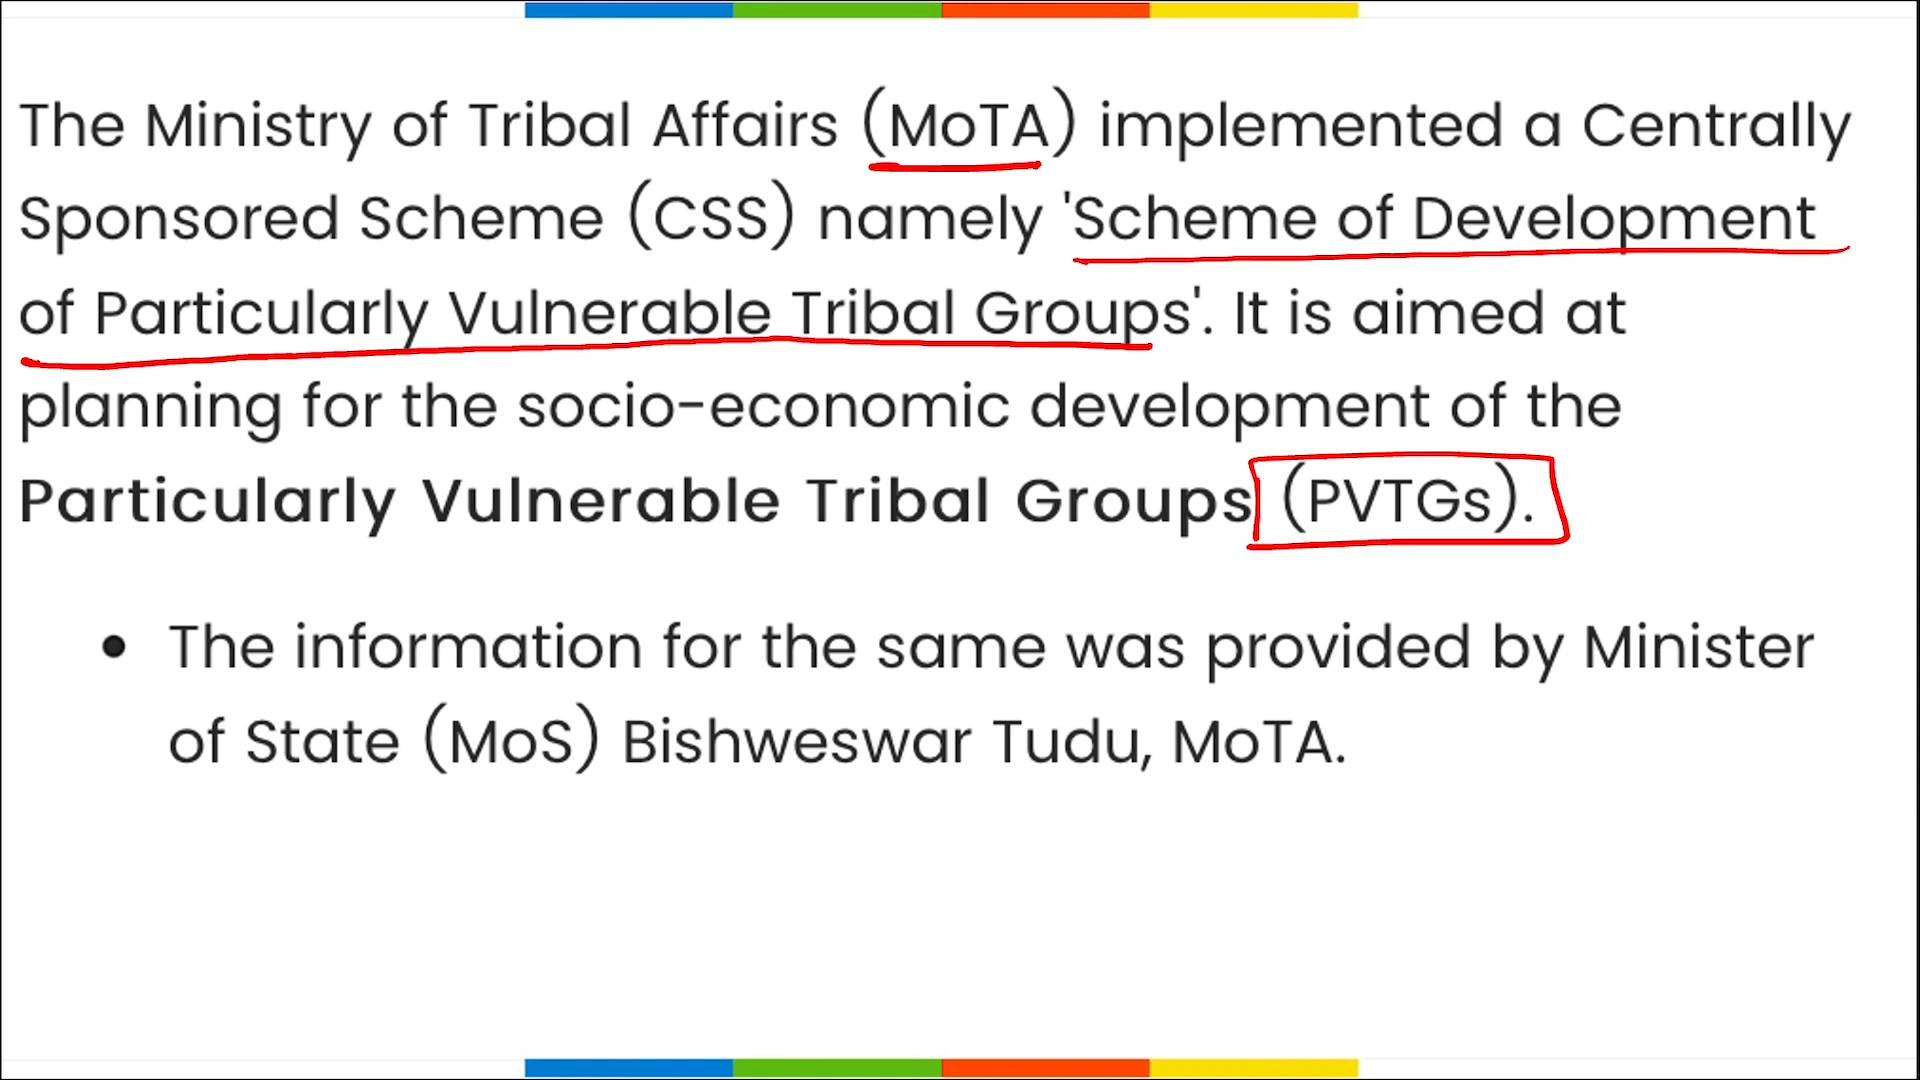 The Ministry of Tribal Affairs (MoTA) implemented a Centrally
Sponsored Scheme (CSS) namely 'Scheme of Development
of Particularly Vulnerable Tribal Groups'. It is aimed at
planning for the socio-economic development of the
Particularly Vulnerable Tribal Groups (PVTGs).
• The information for the same was provided by Minister
of State (MoS) Bishweswar Tudu, MoTA.